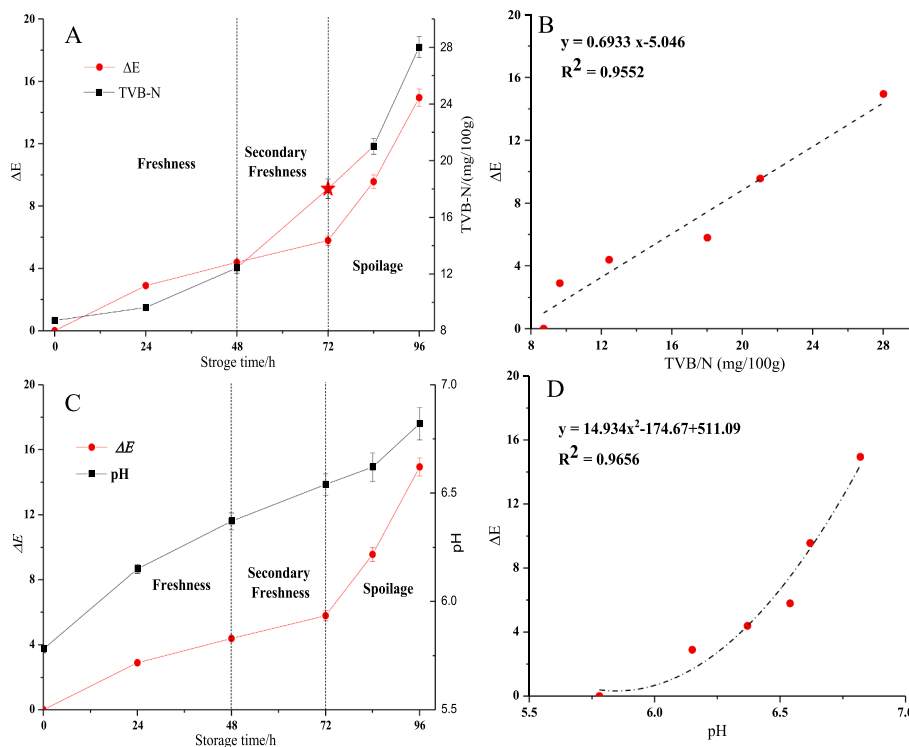 A
ΔE
TVB-N
Freshness
Secondary
Freshness
Spoilage
ΔE
0
4
8
12
16
20
TVB-N/(mg/100g)
8
12
16
20
24
28
0
24
48
72
96
Stroge time/h
B
y = 0.6933 x-5.046
R² = 0.9552
ΔE
0
4
8
12
16
20
8
12
16
20
24
28
TVB/N (mg/100g)
C
ΔE
pH
Freshness
Secondary
Freshness
Spoilage
ΔE
0
4
8
12
16
20
pH
5.5
6.0
6.5
7.0
0
24
48
72
96
Storage time/h
D
y = 14.934x²-174.67+511.09
R² = 0.9656
ΔE
0
4
8
12
16
20
5.5
6.0
6.5
7.0
pH